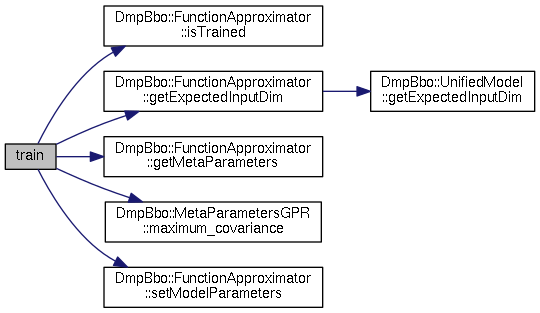 train
DmpBbo::FunctionApproximator
::isTrained
DmpBbo::FunctionApproximator
::getExpectedInputDim
DmpBbo::UnifiedModel
::getExpectedInputDim
DmpBbo::FunctionApproximator
::getMetaParameters
DmpBbo::MetaParametersGPR
::maximum_covariance
DmpBbo::FunctionApproximator
::setModelParameters